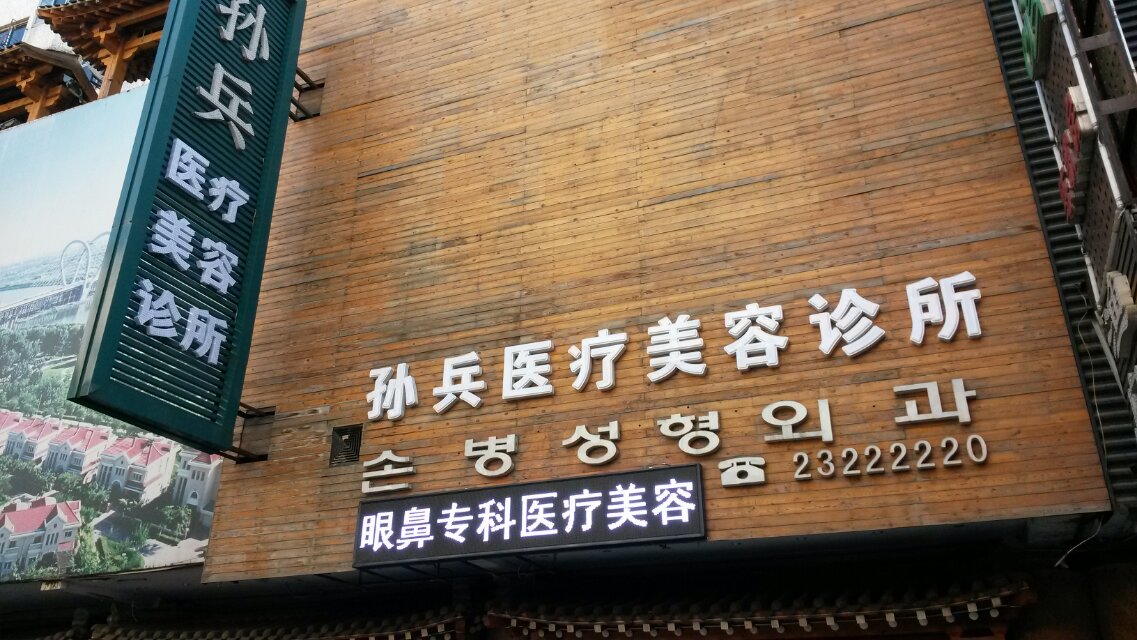 孙兵
医疗
美容
诊所
孙兵医疗美容诊所
손병성형외과
☎23222220
眼鼻专科医疗美容